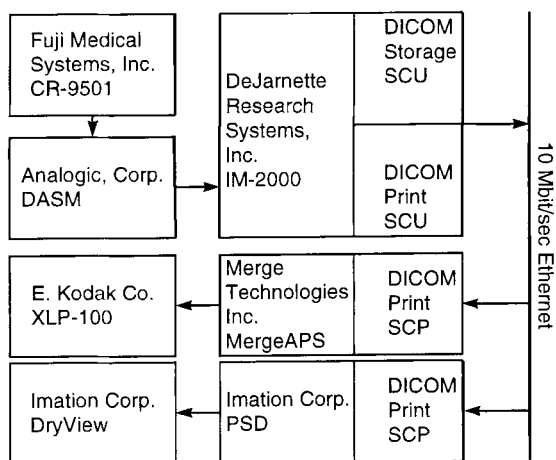 Fuji Medical
Systems, Inc.
CR-9501
Analogic, Corp.
DASM
DeJarnette
Research
Systems,
Inc.
IM-2000
DICOM
Storage
SCU
DICOM
Print
SCU
E. Kodak Co.
XLP-100
Merge
Technologies
Inc.
MergeAPS
DICOM
Print
SCP
Imation Corp.
DryView
Imation Corp.
PSD
DICOM
Print
SCP
10 Mbit/sec Ethernet